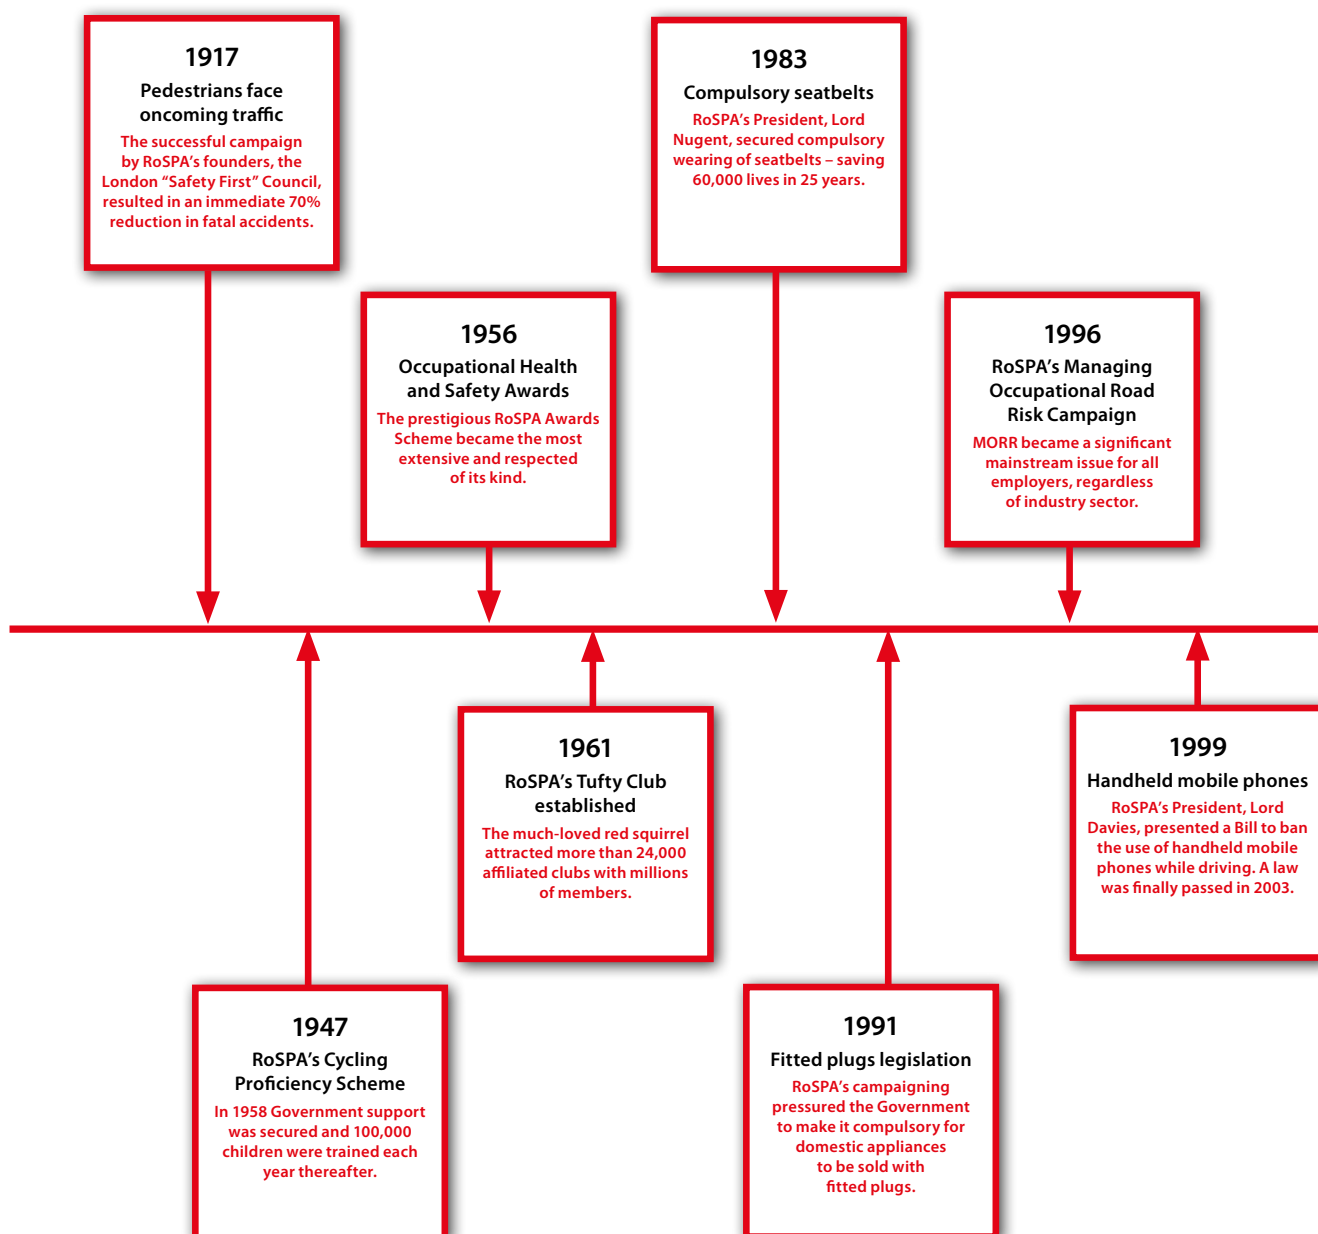 1917
Pedestrians face
oncoming traffic
The successful campaign
by RoSPA’s founders, the
London “Safety First” Council,
resulted in an immediate 70%
reduction in fatal accidents.
1983
Compulsory seatbelts
RoSPA’s President, Lord
Nugent, secured compulsory
wearing of seatbelts – saving
60,000 lives in 25 years.
1956
Occupational Health
and Safety Awards
The prestigious RoSPA Awards
Scheme became the most
extensive and respected
of its kind.
1996
RoSPA’s Managing
Occupational Road
Risk Campaign
MORR became a significant
mainstream issue for all
employers, regardless
of industry sector.
1961
RoSPA’s Tufty Club
established
The much-loved red squirrel
attracted more than 24,000
affiliated clubs with millions
of members.
1999
Handheld mobile phones
RoSPA’s President, Lord
Davies, presented a Bill to ban
the use of handheld mobile
phones while driving. A law
was finally passed in 2003.
1947
RoSPA’s Cycling
Proficiency Scheme
In 1958 Government support
was secured and 100,000
children were trained each
year thereafter.
1991
Fitted plugs legislation
RoSPA’s campaigning
pressured the Government
to make it compulsory for
domestic appliances
to be sold with
fitted plugs.